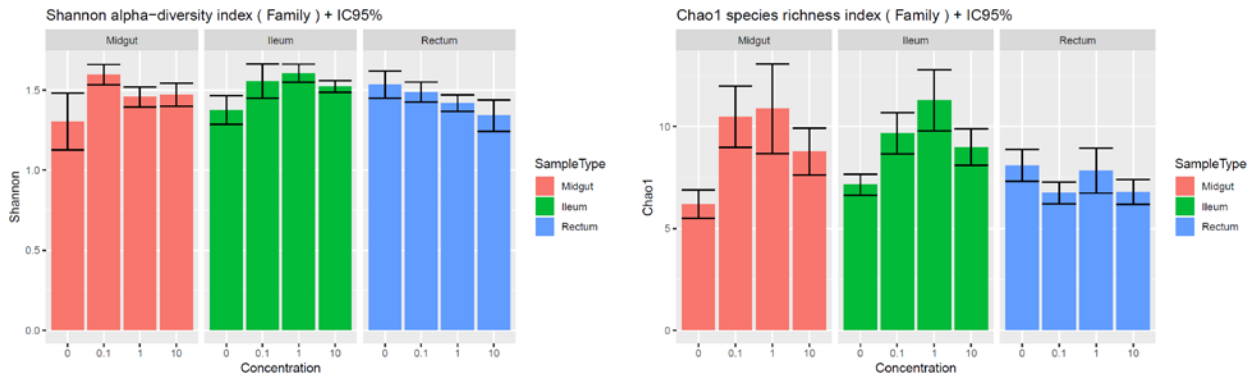 Shannon alpha−diversity index ( Family ) + IC95%
Midgut
Ileum
Rectum
1.5
1.0
0.5
0.0
Shannon
0
0.1
1
10
0
0.1
1
10
0
0.1
1
10
Concentration
SampleType
Midgut
Ileum
Rectum
Chao1 species richness index ( Family ) + IC95%
Midgut
Ileum
Rectum
10
5
0
Chao1
0
0.1
1
10
0
0.1
1
10
0
0.1
1
10
Concentration
SampleType
Midgut
Ileum
Rectum